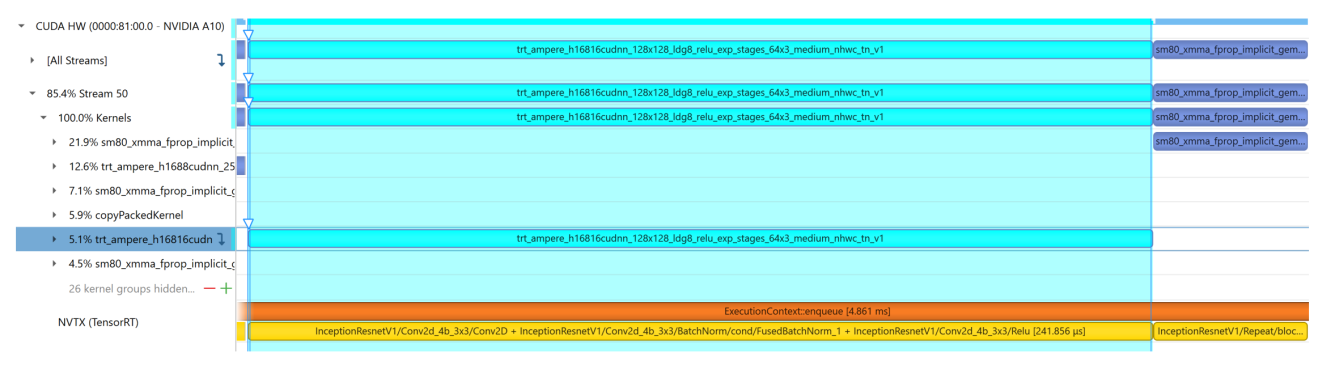 CUDA HW (0000:81:00.0 - NVIDIA A10)
[All Streams]
trt_ampere_h16816cudnn_128x128_ldg8_relu_exp_stages_64x3_medium_nhwc_tn_v1
sm80_xmma_fprop_implicit_gem...
85.4% Stream 50
trt_ampere_h16816cudnn_128x128_ldg8_relu_exp_stages_64x3_medium_nhwc_tn_v1
sm80_xmma_fprop_implicit_gem...
100.0% Kernels
trt_ampere_h16816cudnn_128x128_ldg8_relu_exp_stages_64x3_medium_nhwc_tn_v1
sm80_xmma_fprop_implicit_gem...
21.9% sm80_xmma_fprop_implicit_
sm80_xmma_fprop_implicit_gem...
12.6% trt_ampere_h1688cudnn_25
7.1% sm80_xmma_fprop_implicit_g
5.9% copyPackedKernel
5.1% trt_ampere_h16816cudn
trt_ampere_h16816cudnn_128x128_ldg8_relu_exp_stages_64x3_medium_nhwc_tn_v1
4.5% sm80_xmma_fprop_implicit_g
26 kernel groups hidden...
NVTX (TensorRT)
ExecutionContext::enqueue [4.861 ms]
InceptionResnetV1/Conv2d_4b_3x3/Conv2D + InceptionResnetV1/Conv2d_4b_3x3/BatchNorm/cond/FusedBatchNorm_1 + InceptionResnetV1/Conv2d_4b_3x3/Relu [241.856 μs]
InceptionResnetV1/Repeat/bloc...